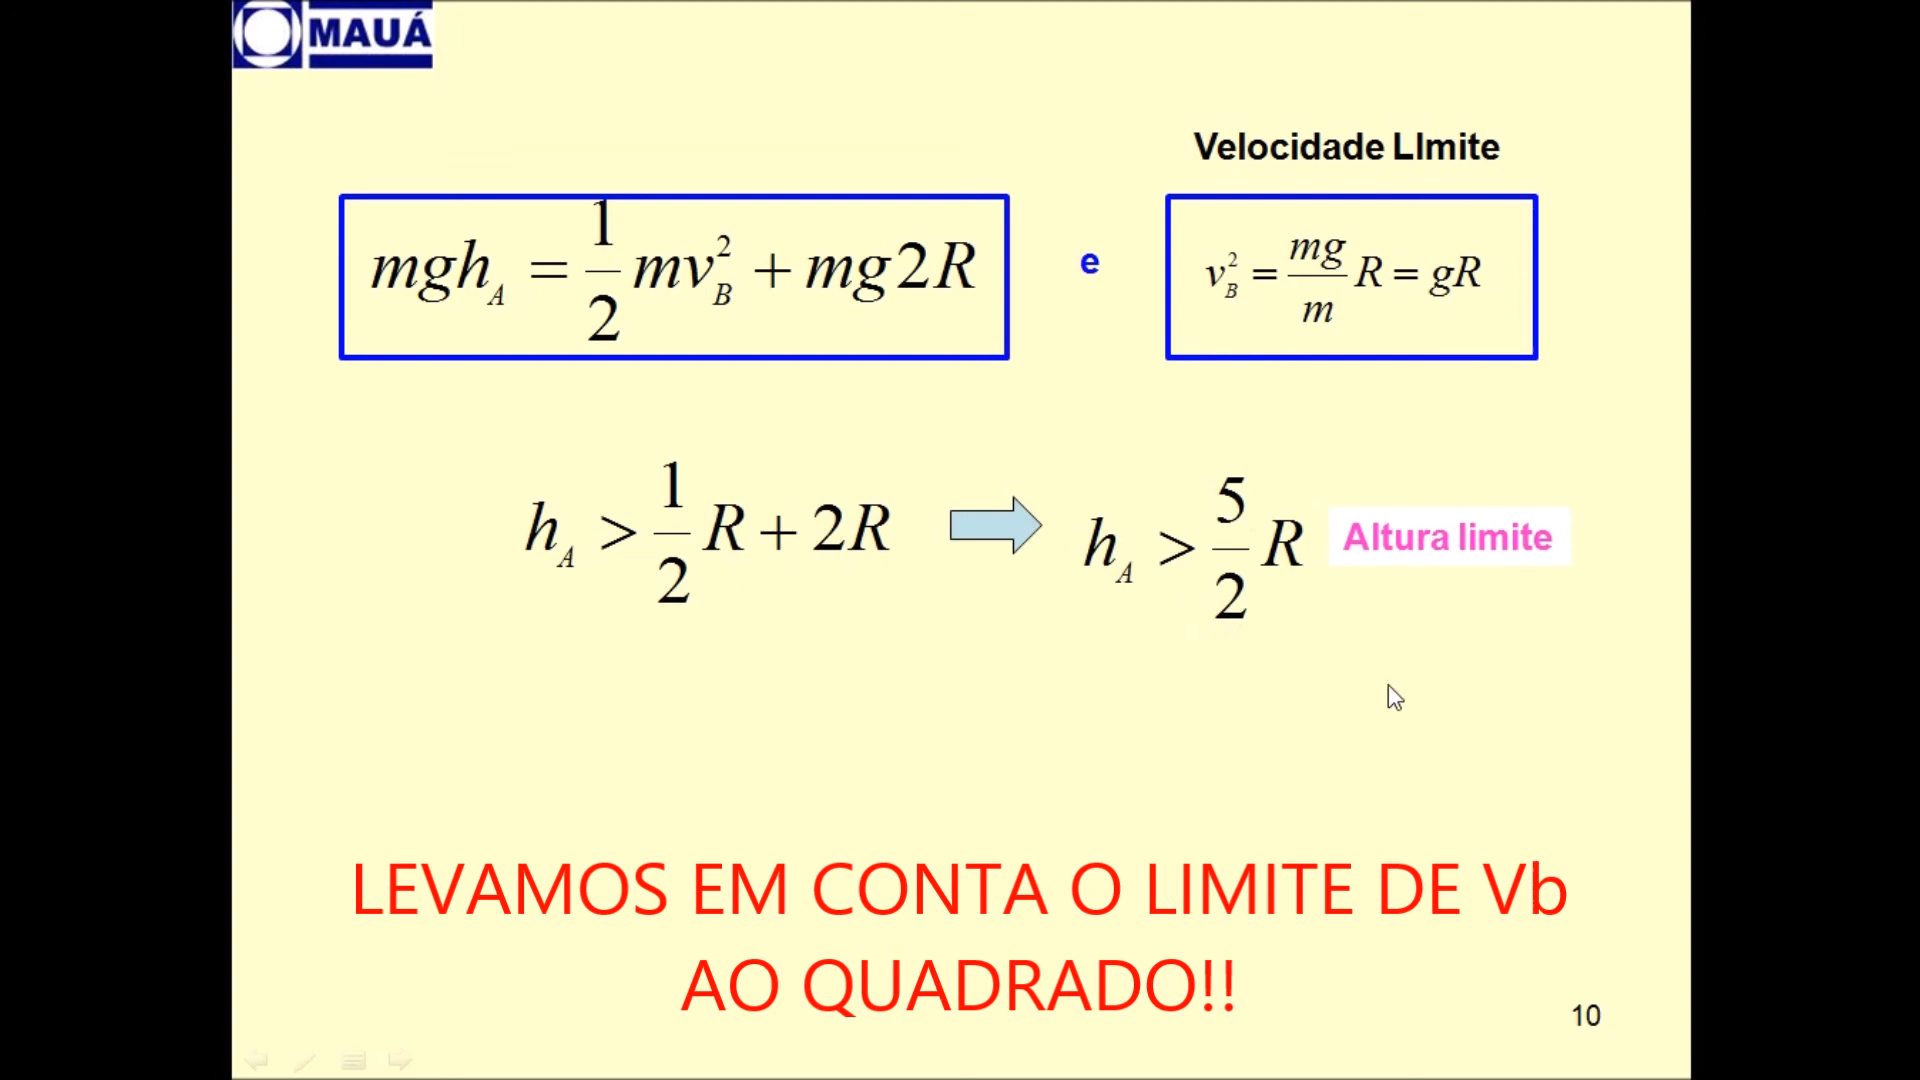 MAUÁ
Velocidade LImite
mgh_A = 1/2 mv_B^2 + mg2R e v_B^2 = mg/m R = gR
h_A > 1/2 R + 2R h_A > 5/2 R Altura limite
LEVAMOS EM CONTA O LIMITE DE Vb
AO QUADRADO!!
10